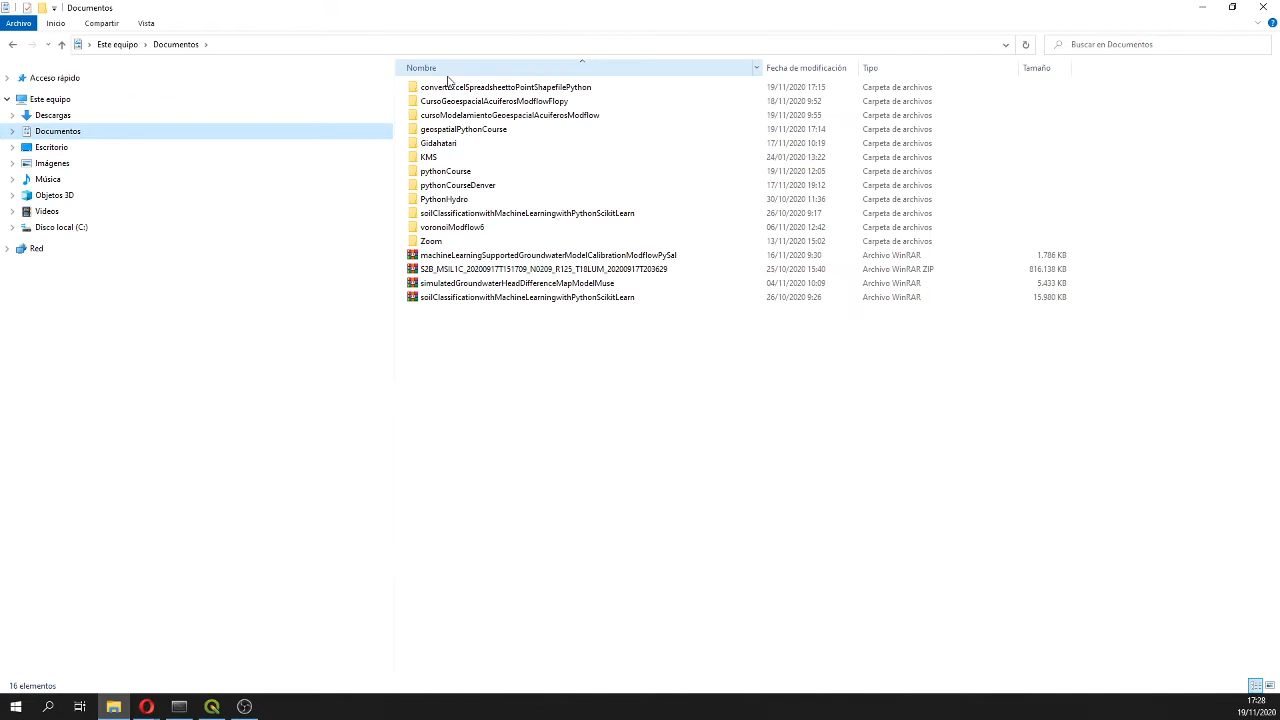 Documentos
Archivo Inicio Compartir Vista
Este equipo Documentos
Buscar en Documentos
Acceso rápido
Este equipo
Descargas
Documentos
Escritorio
Imágenes
Música
Objetos 3D
Vídeos
Disco local (C:)
Red
Nombre Fecha de modificación Tipo Tamaño
convertExcelSpreadsheettoPointShapefilePython 19/11/2020 17:15 Carpeta de archivos
CursoGeoespacialAcuiferosModflowFlopy 18/11/2020 9:52 Carpeta de archivos
cursoModelamientoGeoespacialAcuiferosModflow 19/11/2020 9:55 Carpeta de archivos
geospatialPythonCourse 19/11/2020 17:14 Carpeta de archivos
Gidahatari 17/11/2020 10:19 Carpeta de archivos
KMS 24/01/2020 13:22 Carpeta de archivos
pythonCourse 19/11/2020 12:05 Carpeta de archivos
pythonCourseDenver 17/11/2020 19:12 Carpeta de archivos
PythonHydro 30/10/2020 11:36 Carpeta de archivos
soilClassificationwithMachineLearningwithPythonScikitLearn 26/10/2020 9:17 Carpeta de archivos
voronoiModflow6 06/11/2020 12:42 Carpeta de archivos
Zoom 13/11/2020 15:02 Carpeta de archivos
machineLearningSupportedGroundwaterModelCalibrationModflowPySal 16/11/2020 9:30 Archivo WinRAR 1.786 KB
S2B_MSIL1C_20200917T151709_N0209_R125_T18LUM_20200917T203629 25/10/2020 15:40 Archivo WinRAR ZIP 816.138 KB
simulatedGroundwaterHeadDifferenceMapModelMuse 04/11/2020 10:09 Archivo WinRAR 5.433 KB
soilClassificationwithMachineLearningwithPythonScikitLearn 26/10/2020 9:26 Archivo WinRAR 15.980 KB
16 elementos
17:28
19/11/2020